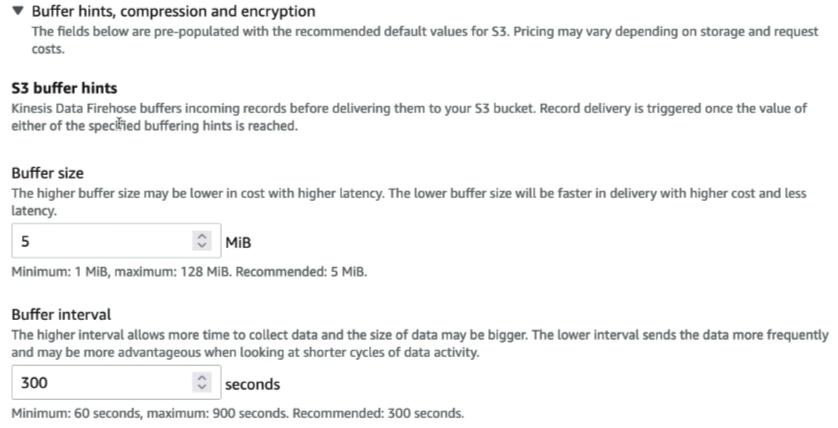 ▼ Buffer hints, compression and encryption
The fields below are pre-populated with the recommended default values for S3. Pricing may vary depending on storage and request
costs.
S3 buffer hints
Kinesis Data Firehose buffers incoming records before delivering them to your S3 bucket. Record delivery is triggered once the value of
either of the specified buffering hints is reached.
Buffer size
The higher buffer size may be lower in cost with higher latency. The lower buffer size will be faster in delivery with higher cost and less
latency.
5 MiB
Minimum: 1 MiB, maximum: 128 MiB. Recommended: 5 MiB.
Buffer interval
The higher interval allows more time to collect data and the size of data may be bigger. The lower interval sends the data more frequently
and may be more advantageous when looking at shorter cycles of data activity.
300 seconds
Minimum: 60 seconds, maximum: 900 seconds. Recommended: 300 seconds.